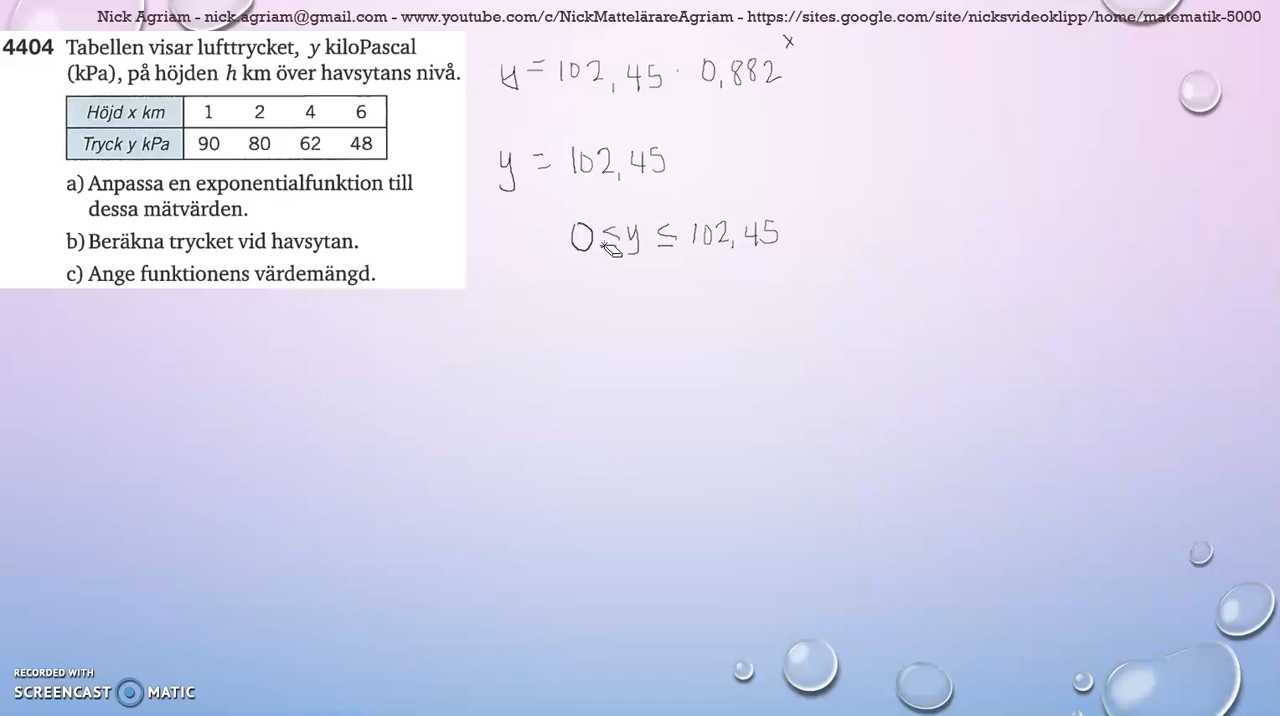 Nick Agriam - nick.agriam@gmail.com - www.youtube.com/c/NickMattelärareAgriam - https://sites.google.com/site/nicksvideoklipp/home/matematik-5000
4404 Tabellen visar lufttrycket, y kiloPascal
(kPa), på höjden h km över havsytans nivå.
Höjd x km 1 2 4 6
Tryck y kPa 90 80 62 48
a) Anpassa en exponentialfunktion till
dessa mätvärden.
b) Beräkna trycket vid havsytan.
c) Ange funktionens värdemängd.
y = 102,45 · 0,882^x
y = 102,45
0 ≤ y ≤ 102,45
RECORDED WITH
SCREENCAST MATIC